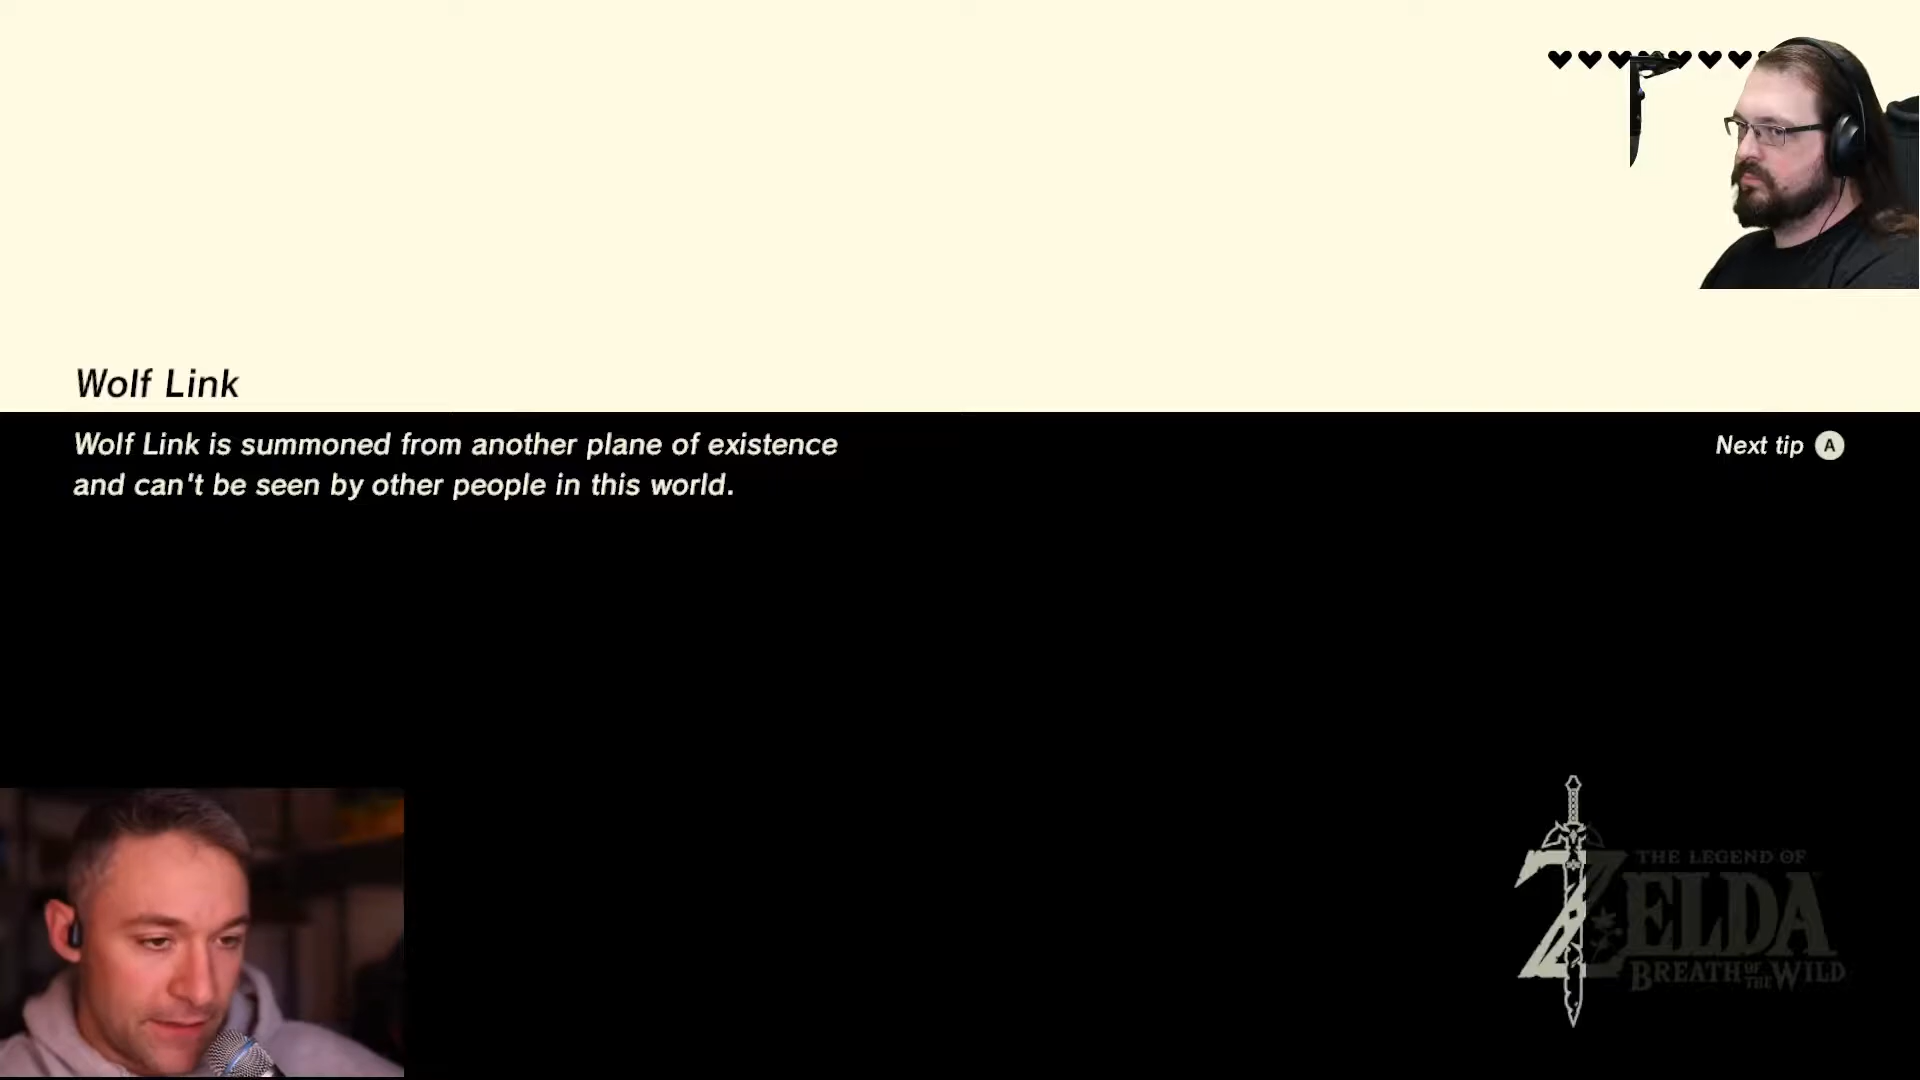 Wolf Link
Wolf Link is summoned from another plane of existence
and can't be seen by other people in this world.
Next tip A
THE LEGEND OF
ZELDA
BREATH OF THE WILD